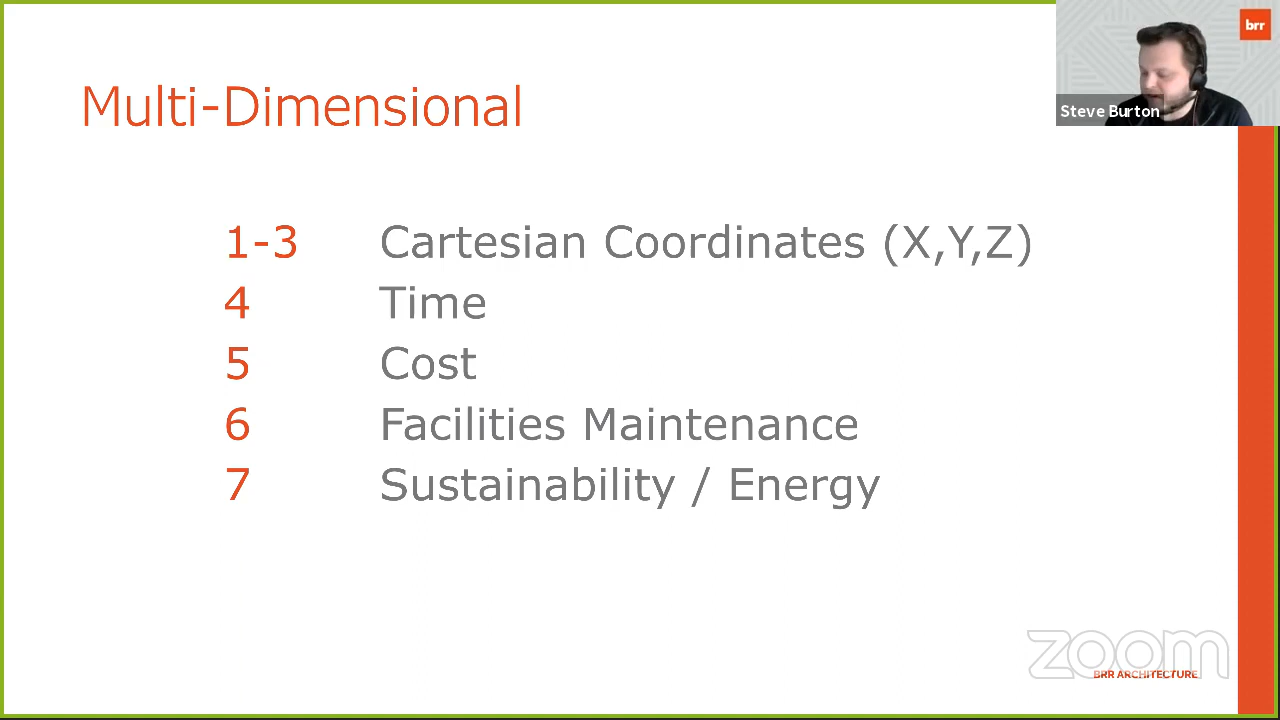 brr
Steve Burton
Multi-Dimensional
1-3 Cartesian Coordinates (X,Y,Z)
4 Time
5 Cost
6 Facilities Maintenance
7 Sustainability / Energy
zoom
BRR ARCHITECTURE